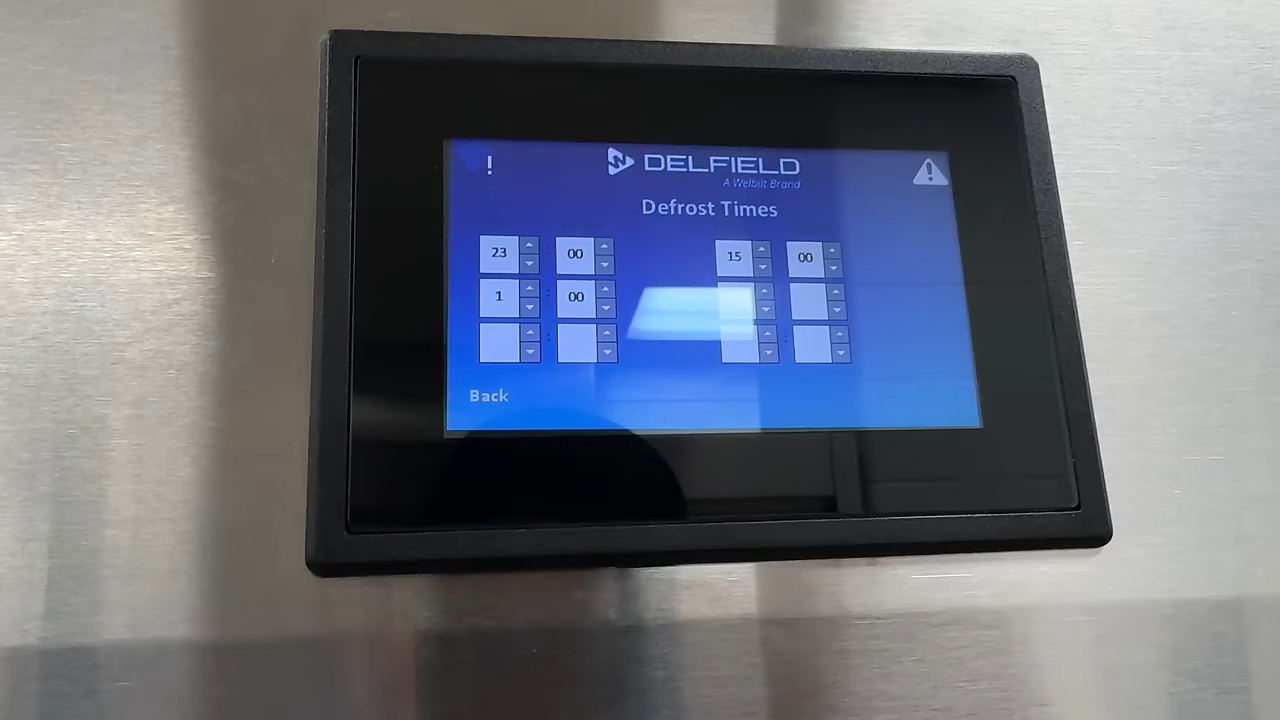 !
DELFIELD
A Welbilt Brand
Defrost Times
23 : 00 15 : 00
1 : 00
:
Back